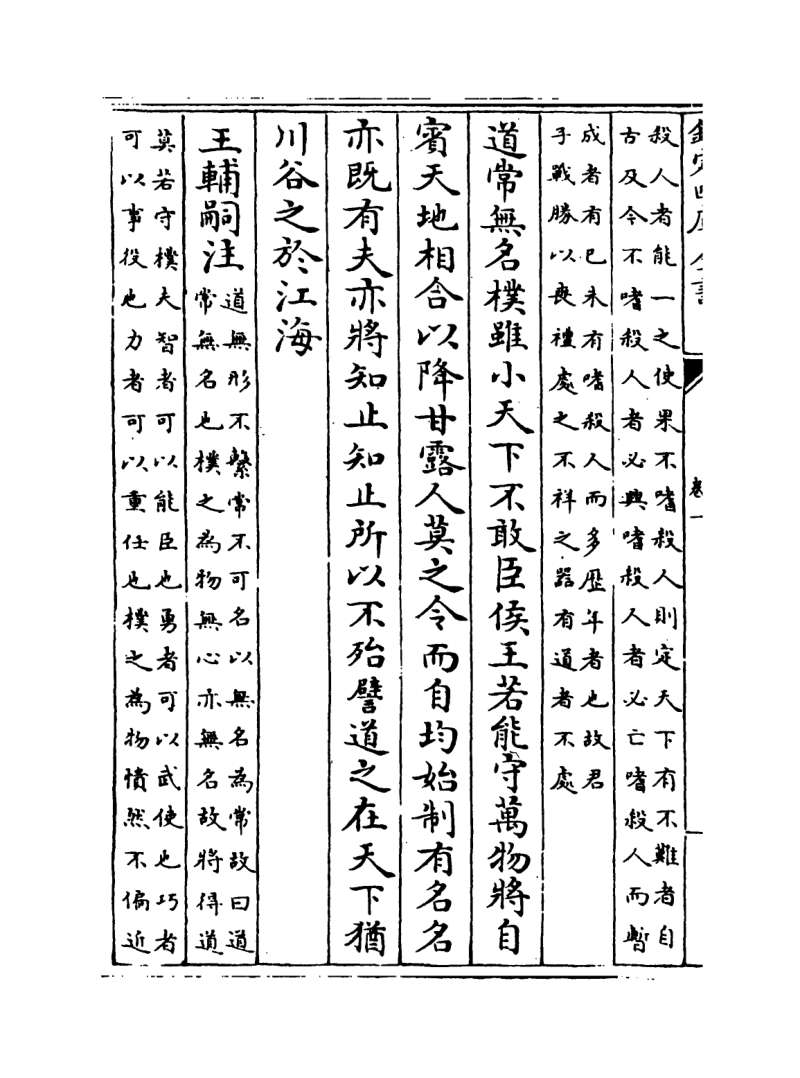 欽定四庫全書
卷一
殺人者能一之使果不嗜殺人則定天下有不難者自
古及今不嗜殺人者必興嗜殺人者必亡嗜殺人而暫
成者有已未有嗜殺人而多歴年者也故君
子戰勝以喪禮處之不祥之器有道者不處
道常無名樸雖小天下不敢臣侯王若能守萬物將自
賓天地相合以降甘露人莫之令而自均始制有名名
亦既有夫亦將知止知止所以不殆譬道之在天下猶
川谷之於江海
王輔嗣注
道無形不繫常不可名以無名為常故曰道
常無名也樸之為物無心亦無名故將得道
莫若守樸夫智者可以能臣也勇者可以武使也巧者
可以事役也力者可以重任也樸之為物憒然不偏近